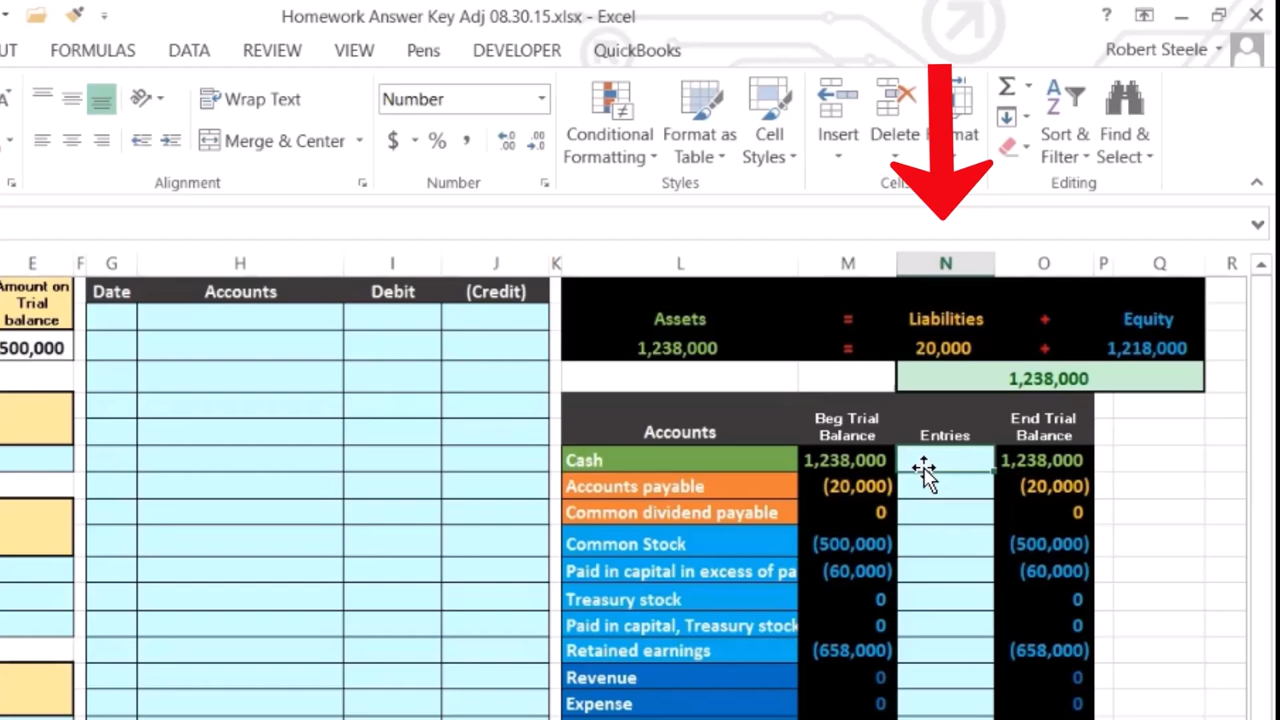 Homework Answer Key Adj 08.30.15.xlsx - Excel
?
UT FORMULAS DATA REVIEW VIEW Pens DEVELOPER QuickBooks Robert Steele
Wrap Text
Merge & Center
Alignment
Number
$ % ,
Number
Conditional Formatting
Format as Table
Cell Styles
Styles
Insert Delete Format
Cells
Σ
Sort & Filter
Find & Select
Editing
E F G H I J K L M N O P Q R
Amount on
Trial
balance
500,000
Date Accounts Debit (Credit)
Assets = Liabilities + Equity
1,238,000 = 20,000 + 1,218,000
1,238,000
Accounts Beg Trial Balance Entries End Trial Balance
Cash 1,238,000 1,238,000
Accounts payable (20,000) (20,000)
Common dividend payable 0 0
Common Stock (500,000) (500,000)
Paid in capital in excess of pa (60,000) (60,000)
Treasury stock 0 0
Paid in capital, Treasury stock 0 0
Retained earnings (658,000) (658,000)
Revenue 0 0
Expense 0 0